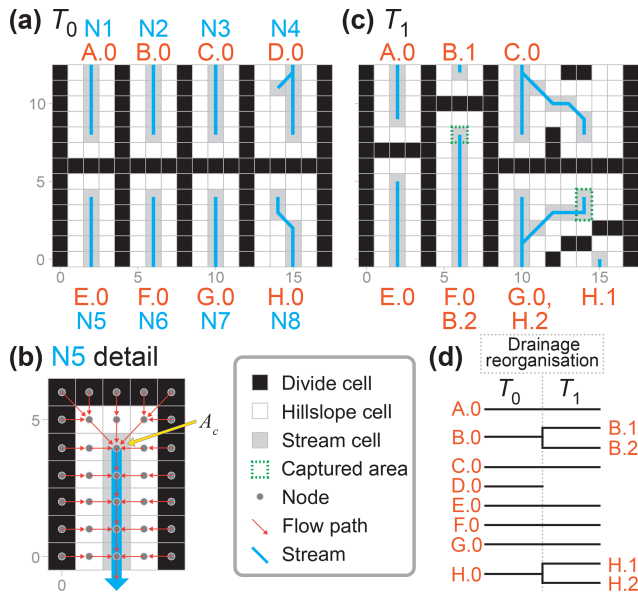 (a) T0 N1 N2 N3 N4
A.0 B.0 C.0 D.0
10
5
0
0 5 10 15
E.0 F.0 G.0 H.0
N5 N6 N7 N8
(c) T1
A.0 B.1 C.0
10
5
0
0 5 10 15
E.0 F.0 G.0, H.1
B.2 H.2
(b) N5 detail
Ac
5
0
0
Divide cell
Hillslope cell
Stream cell
Captured area
Node
Flow path
Stream
(d)
Drainage
reorganisation
T0 T1
A.0
B.0 B.1
B.2
C.0
D.0
E.0
F.0
G.0
H.0 H.1
H.2